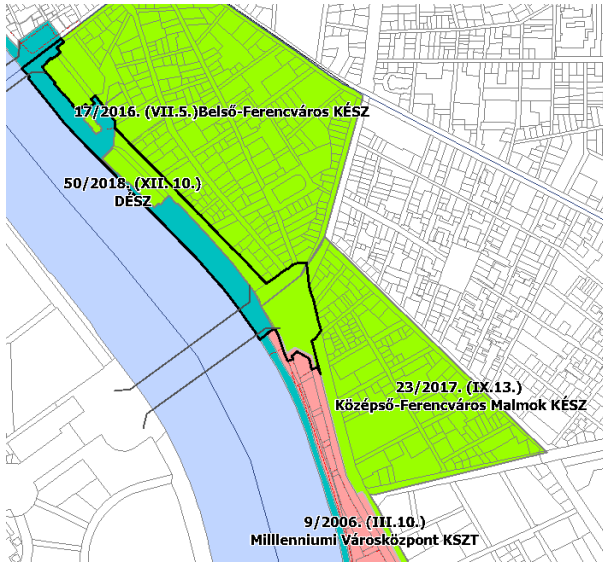 17/2016. (VII.5.)Belső-Ferencváros KÉSZ
50/2018. (XII. 10.)
DÉSZ
23/2017. (IX.13.)
Középső-Ferencváros Malmok KÉSZ
9/2006. (III.10.)
Milllenniumi Városközpont KSZT